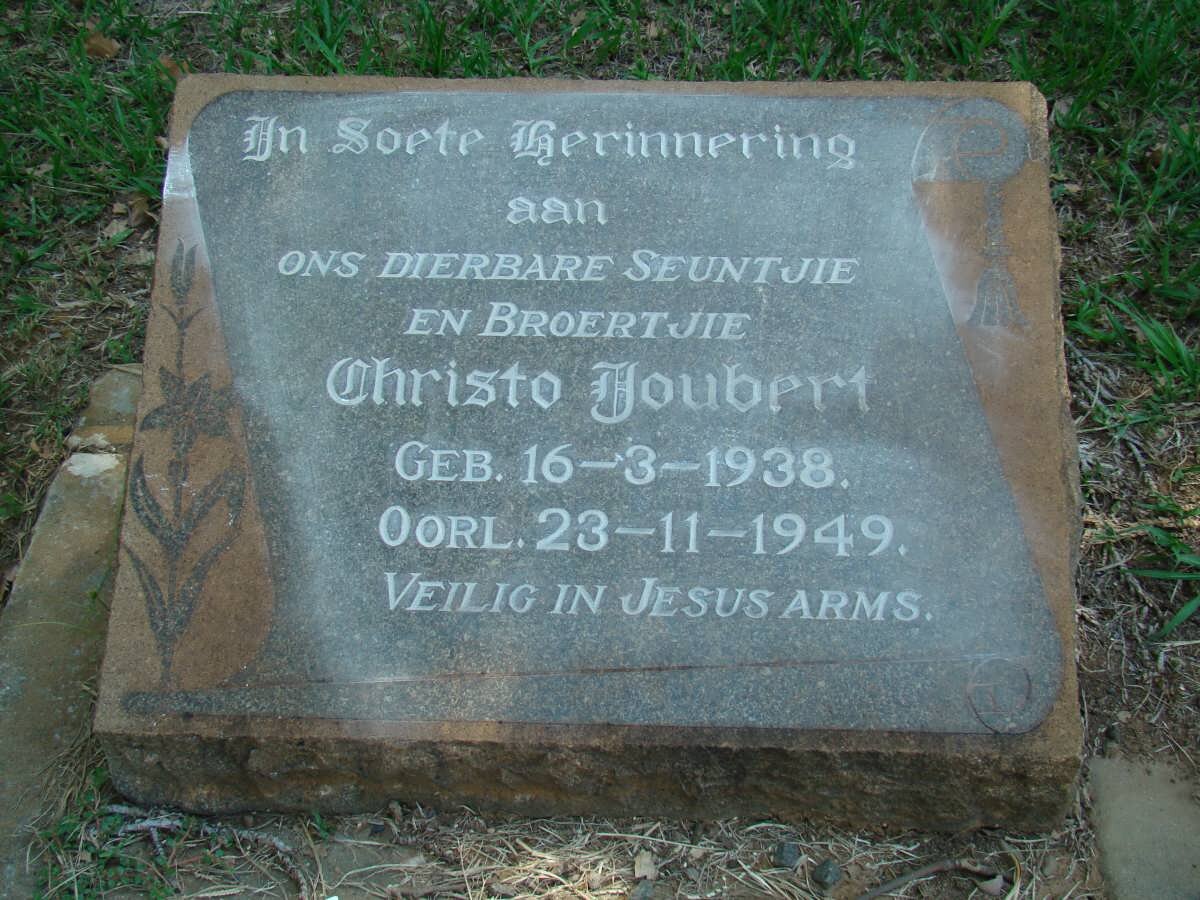 In Soete Herinnering
aan
ONS DIERBARE SEUNTJIE
EN BROERTJIE
Christo Joubert
GEB. 16-3-1938.
OORL. 23-11-1949.
VEILIG IN JESUS ARMS.